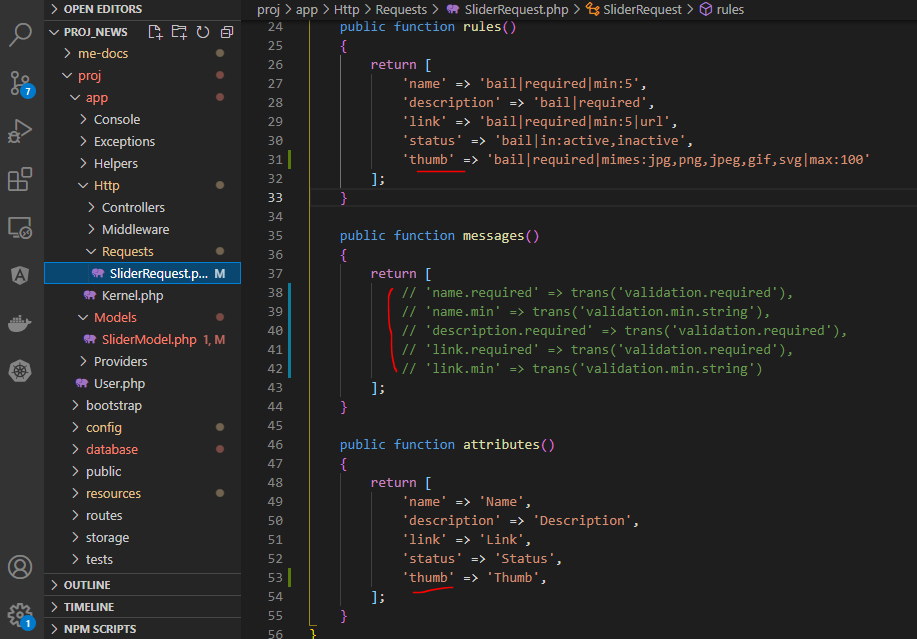 OPEN EDITORS
PROJ_NEWS
me-docs
proj
app
Console
Exceptions
Helpers
Http
Controllers
Middleware
Requests
SliderRequest.p... M
Kernel.php
Models
SliderModel.php 1, M
Providers
User.php
bootstrap
config
database
public
resources
routes
storage
tests
OUTLINE
TIMELINE
NPM SCRIPTS
7
1
proj > app > Http > Requests > SliderRequest.php > SliderRequest > rules
24 public function rules()
25 {
26 return [
27 'name' => 'bail|required|min:5',
28 'description' => 'bail|required',
29 'link' => 'bail|required|min:5|url',
30 'status' => 'bail|in:active,inactive',
31 'thumb' => 'bail|required|mimes:jpg,png,jpeg,gif,svg|max:100'
32 ];
33 }
34
35 public function messages()
36 {
37 return [
38 // 'name.required' => trans('validation.required'),
39 // 'name.min' => trans('validation.min.string'),
40 // 'description.required' => trans('validation.required'),
41 // 'link.required' => trans('validation.required'),
42 // 'link.min' => trans('validation.min.string')
43 ];
44 }
45
46 public function attributes()
47 {
48 return [
49 'name' => 'Name',
50 'description' => 'Description',
51 'link' => 'Link',
52 'status' => 'Status',
53 'thumb' => 'Thumb',
54 ];
55 }
56 }